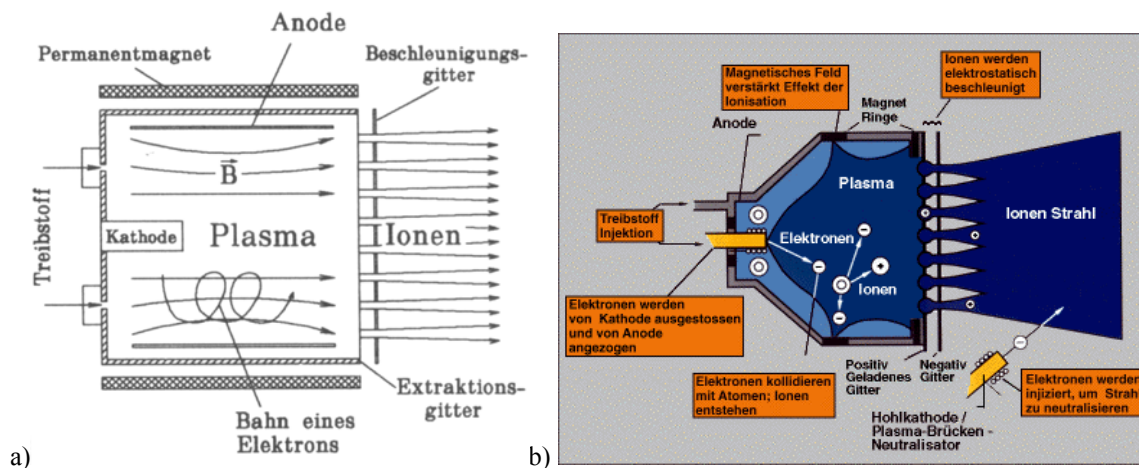 Anode
Permanentmagnet
Beschleunigungs-
gitter
Treibstoff
B
Kathode
Plasma
Ionen
Extraktions-
gitter
Bahn eines
Elektrons
a)
Magnetisches Feld
verstärkt Effekt der
Ionisation
Ionen werden
elektrostatisch
beschleunigt
Magnet
Ringe
Anode
Plasma
Treibstoff
Injektion
Elektronen
Ionen
Ionen Strahl
Elektronen werden
von Kathode ausgestossen
und von Anode
angezogen
Elektronen kollidieren
mit Atomen; Ionen
entstehen
Positiv
Geladenes
Gitter
Negativ
Gitter
Elektronen werden
injiziert, um Strahl
zu neutralisieren
Hohlkathode /
Plasma-Brücken -
Neutralisator
b)